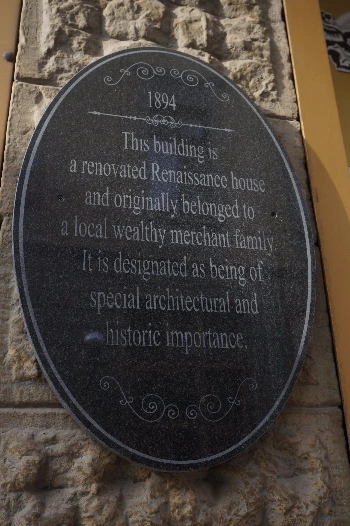 1894
This building is
a renovated Renaissance house
and originally belonged to
a local wealthy merchant family.
It is designated as being of
special architectural and
historic importance.